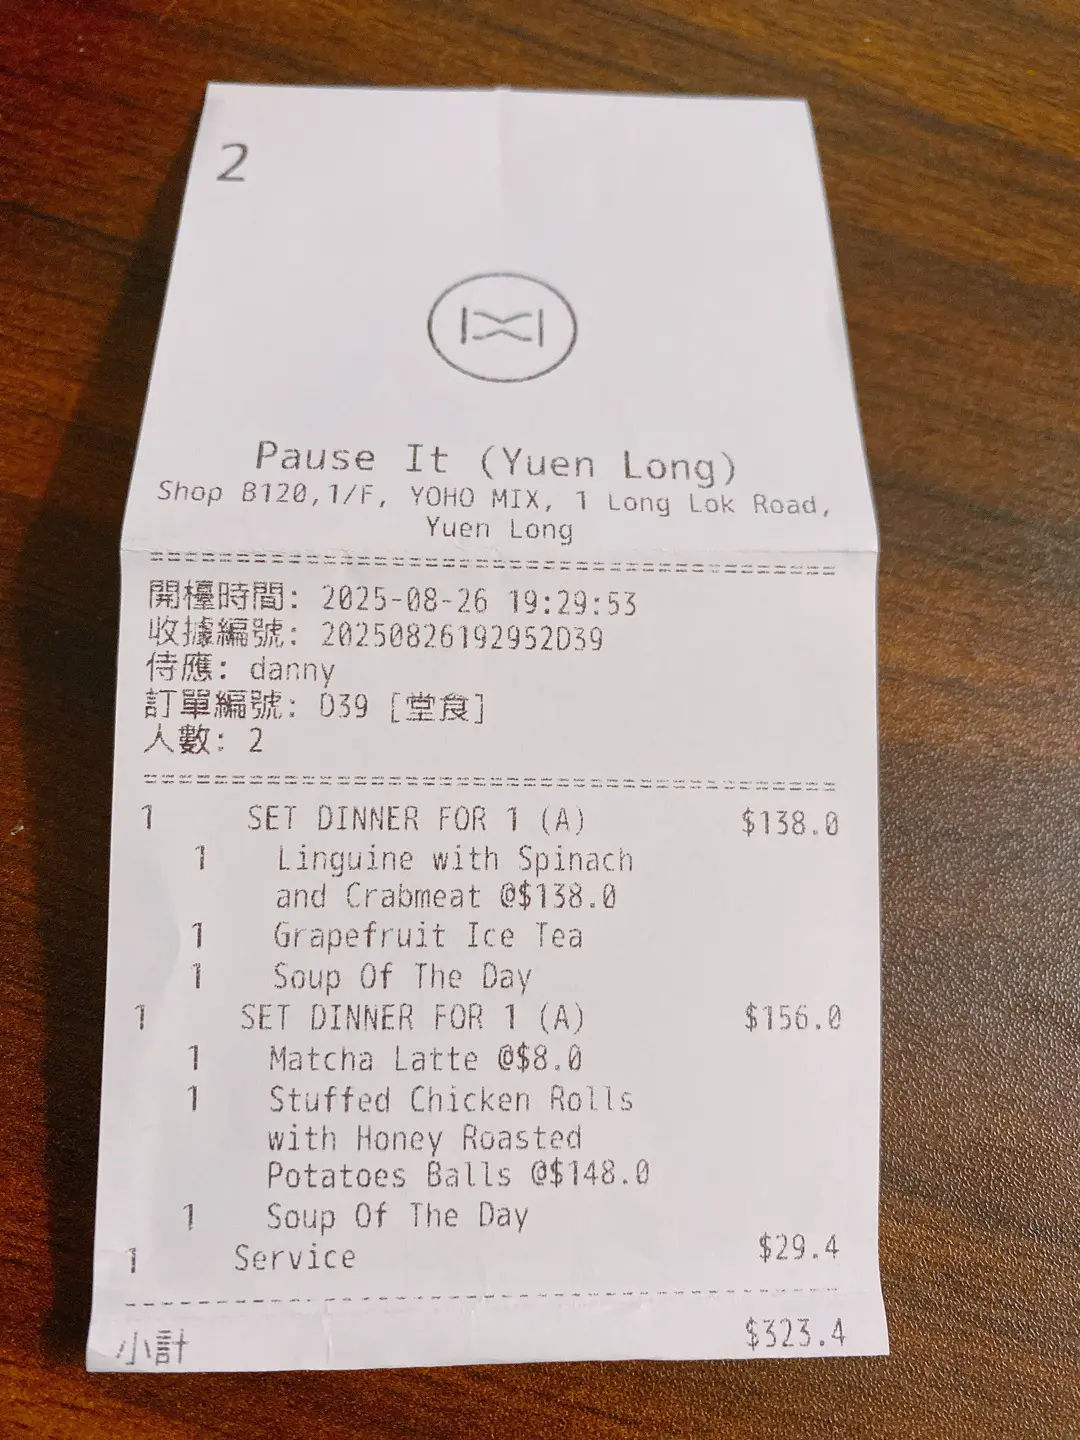 2
Pause It (Yuen Long)
Shop B120,1/F, YOHO MIX, 1 Long Lok Road,
Yuen Long
開檯時間: 2025-08-26 19:29:53
收據編號: 20250826192952D39
侍應: danny
訂單編號: D39 [堂食]
人數: 2
1 SET DINNER FOR 1 (A) $138.0
1 Linguine with Spinach
and Crabmeat @$138.0
1 Grapefruit Ice Tea
1 Soup Of The Day
1 SET DINNER FOR 1 (A) $156.0
1 Matcha Latte @$8.0
1 Stuffed Chicken Rolls
with Honey Roasted
Potatoes Balls @$148.0
1 Soup Of The Day
1 Service $29.4
小計 $323.4